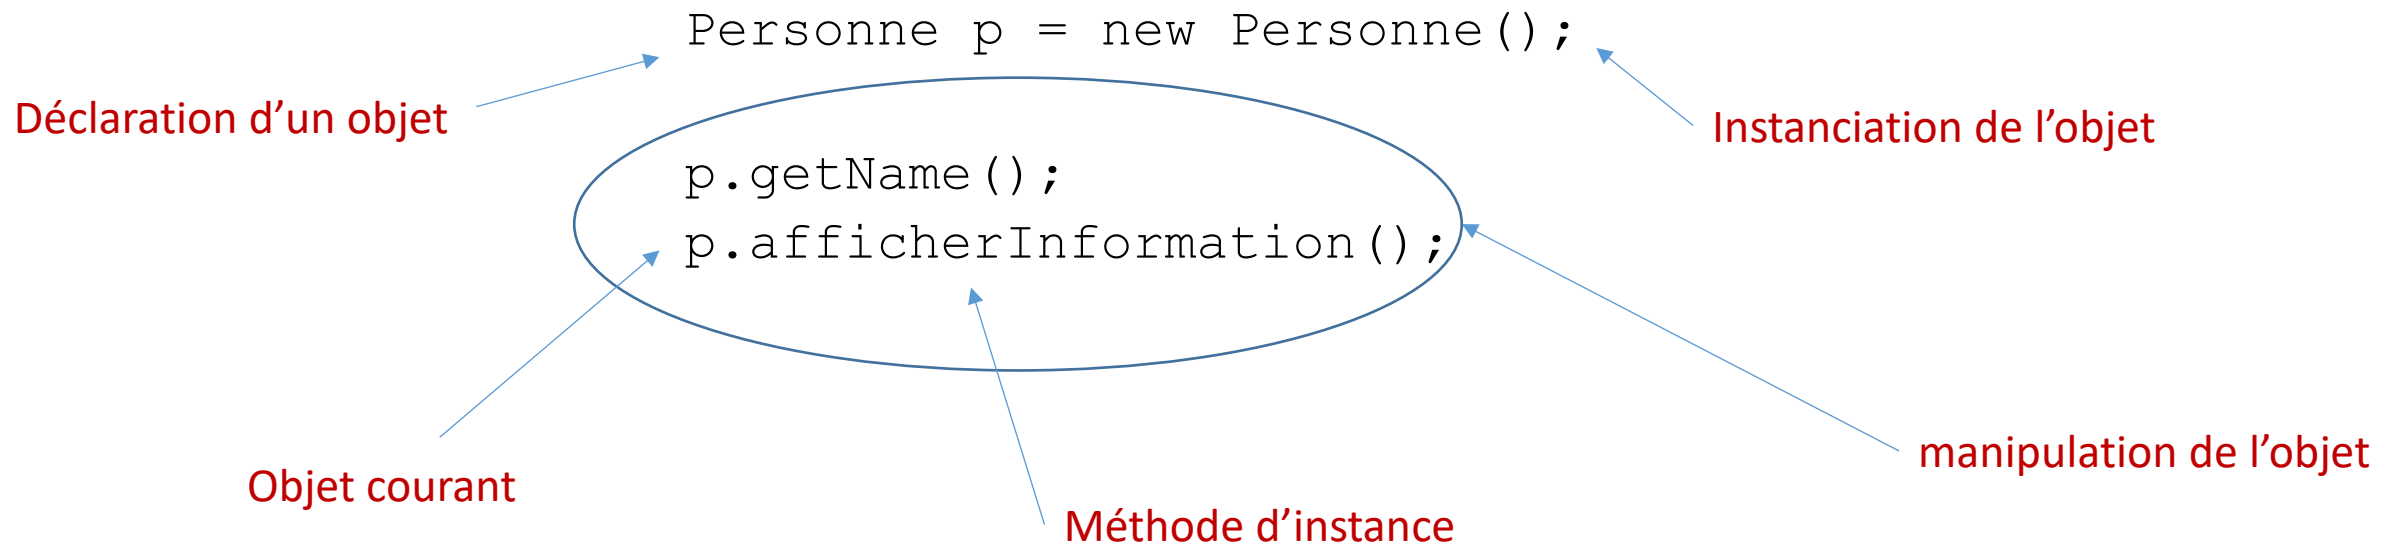 Personne p = new Personne();
Déclaration d’un objet
Instanciation de l’objet
p.getName();
p.afficherInformation();
manipulation de l’objet
Objet courant
Méthode d’instance